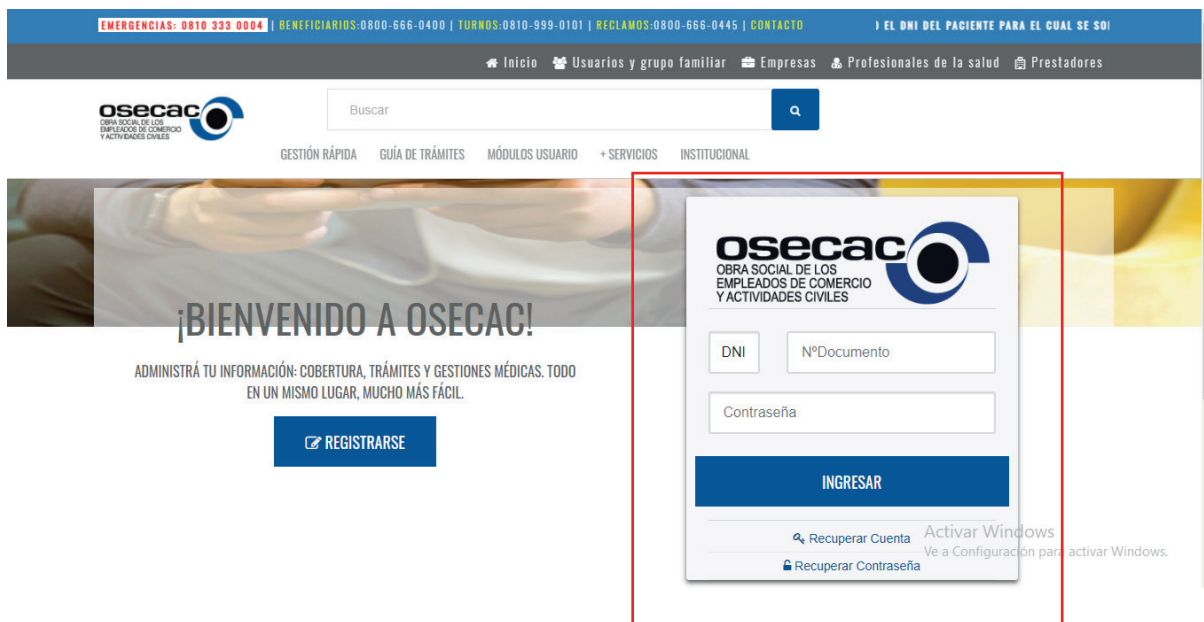 EMERGENCIAS: 0810 333 0004 | BENEFICIARIOS:0800-666-0400 | TURNOS:0810-999-0101 | RECLAMOS:0800-666-0445 | CONTACTO ) EL DNI DEL PACIENTE PARA EL CUAL SE SOI
Inicio Usuarios y grupo familiar Empresas Profesionales de la salud Prestadores
osecac
OBRA SOCIAL DE LOS
EMPLEADOS DE COMERCIO
Y ACTIVIDADES CIVILES
Buscar
GESTIÓN RÁPIDA GUÍA DE TRÁMITES MÓDULOS USUARIO + SERVICIOS INSTITUCIONAL
¡BIENVENIDO A OSECAC!
ADMINISTRÁ TU INFORMACIÓN: COBERTURA, TRÁMITES Y GESTIONES MÉDICAS. TODO
EN UN MISMO LUGAR, MUCHO MÁS FÁCIL.
REGISTRARSE
osecac
OBRA SOCIAL DE LOS
EMPLEADOS DE COMERCIO
Y ACTIVIDADES CIVILES
DNI NºDocumento
Contraseña
INGRESAR
Recuperar Cuenta
Recuperar Contraseña
Activar Windows
Ve a Configuración para activar Windows.